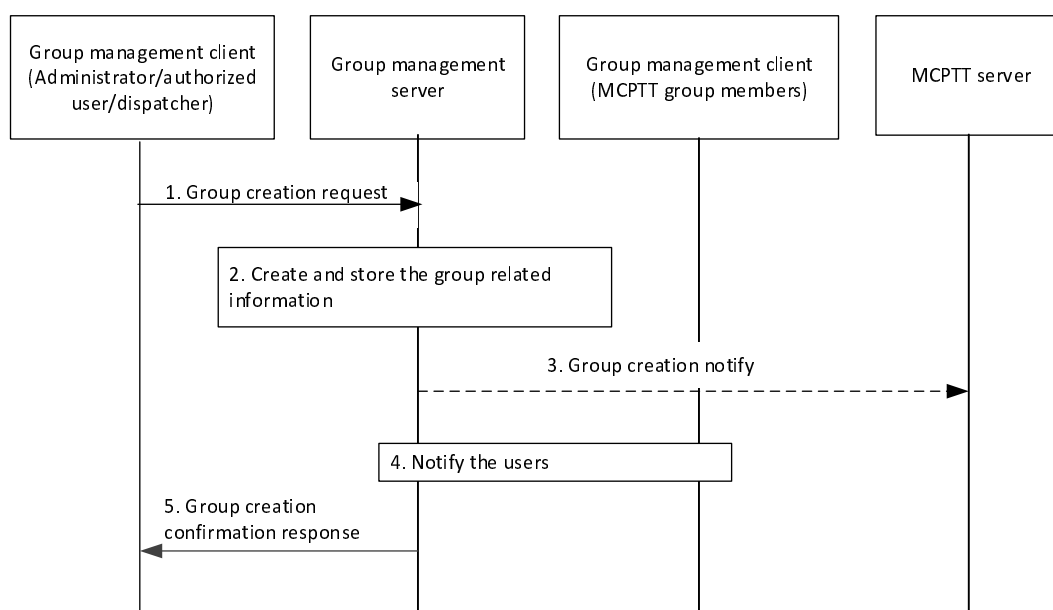 Group management client
(Administrator/authorized
user/dispatcher)
Group management
server
Group management client
(MCPTT group members)
MCPTT server
1. Group creation request
2. Create and store the group related
information
3. Group creation notify
4. Notify the users
5. Group creation
confirmation response